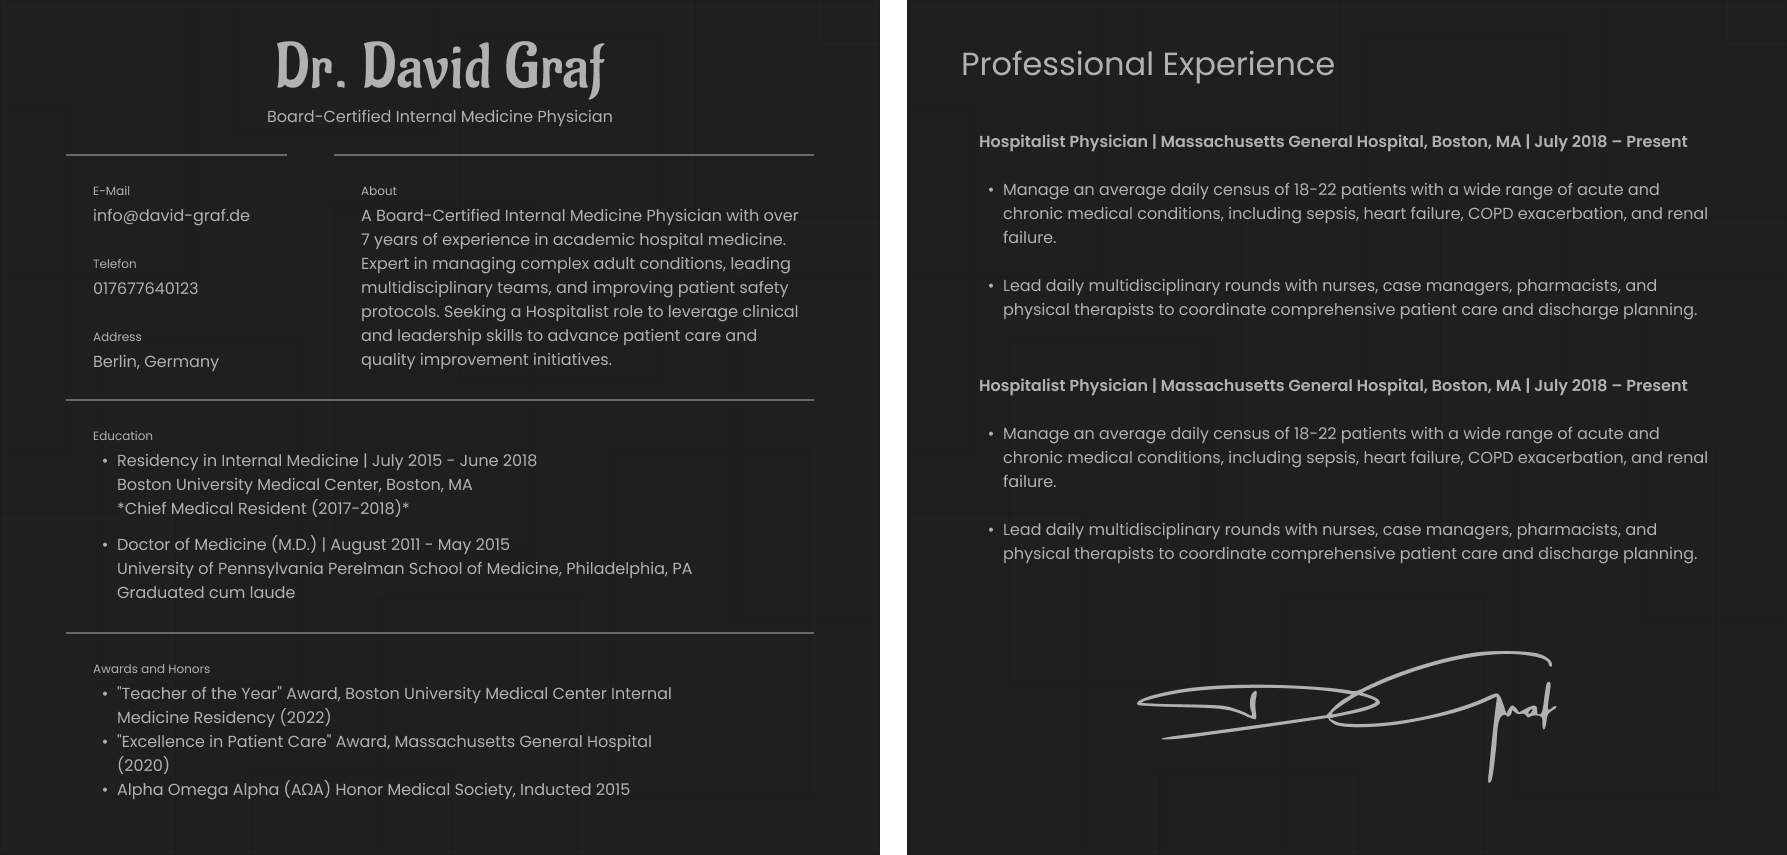 Dr. David Graf
Board-Certified Internal Medicine Physician
E-Mail
info@david-graf.de
Telefon
017677640123
Address
Berlin, Germany
About
A Board-Certified Internal Medicine Physician with over
7 years of experience in academic hospital medicine.
Expert in managing complex adult conditions, leading
multidisciplinary teams, and improving patient safety
protocols. Seeking a Hospitalist role to leverage clinical
and leadership skills to advance patient care and
quality improvement initiatives.
Education
• Residency in Internal Medicine | July 2015 - June 2018
Boston University Medical Center, Boston, MA
*Chief Medical Resident (2017-2018)*
• Doctor of Medicine (M.D.) | August 2011 - May 2015
University of Pennsylvania Perelman School of Medicine, Philadelphia, PA
Graduated cum laude
Awards and Honors
• "Teacher of the Year" Award, Boston University Medical Center Internal
Medicine Residency (2022)
• "Excellence in Patient Care" Award, Massachusetts General Hospital
(2020)
• Alpha Omega Alpha (AΩA) Honor Medical Society, Inducted 2015
Professional Experience
Hospitalist Physician | Massachusetts General Hospital, Boston, MA | July 2018 – Present
• Manage an average daily census of 18-22 patients with a wide range of acute and
chronic medical conditions, including sepsis, heart failure, COPD exacerbation, and renal
failure.
• Lead daily multidisciplinary rounds with nurses, case managers, pharmacists, and
physical therapists to coordinate comprehensive patient care and discharge planning.
Hospitalist Physician | Massachusetts General Hospital, Boston, MA | July 2018 – Present
• Manage an average daily census of 18-22 patients with a wide range of acute and
chronic medical conditions, including sepsis, heart failure, COPD exacerbation, and renal
failure.
• Lead daily multidisciplinary rounds with nurses, case managers, pharmacists, and
physical therapists to coordinate comprehensive patient care and discharge planning.
D Graf